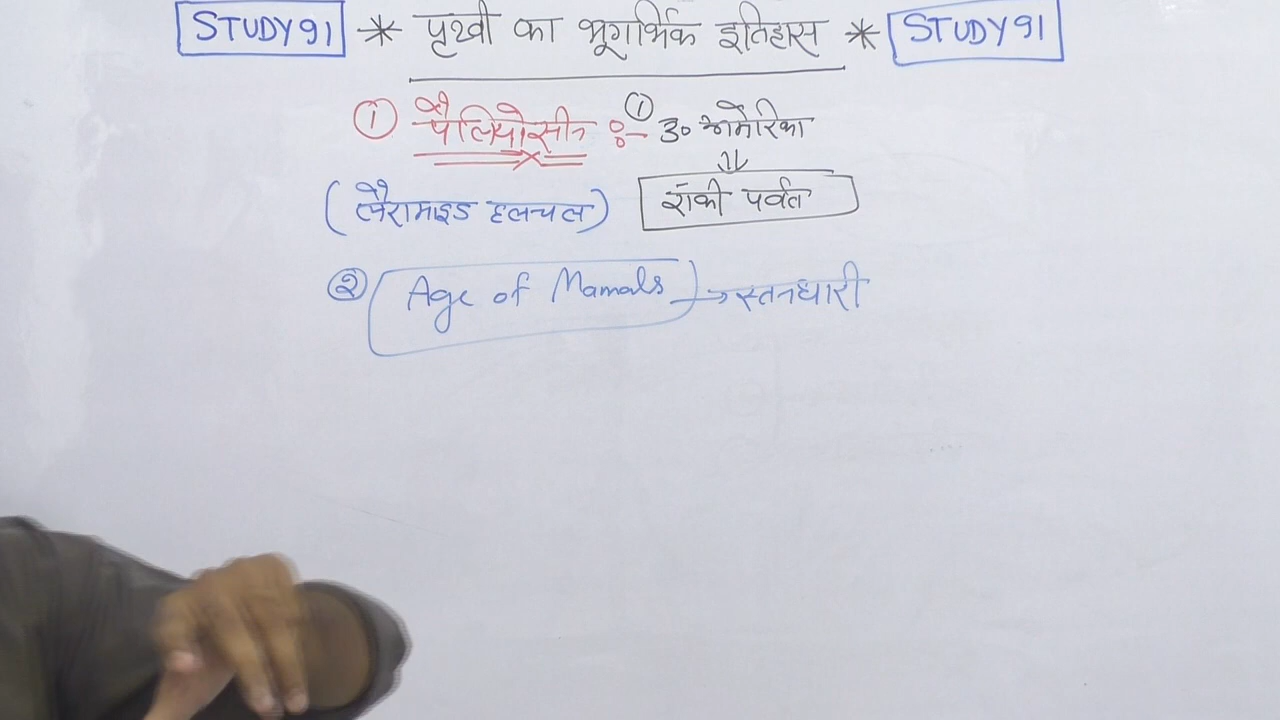 STUDY91 * पृथ्वी का भूगर्भिक इतिहास * STUDY91
① पैलियोसीन :- ① उ० अमेरिका
(लैरामाइड हलचल) रॉकी पर्वत
② Age of Mamals → स्तनधारी